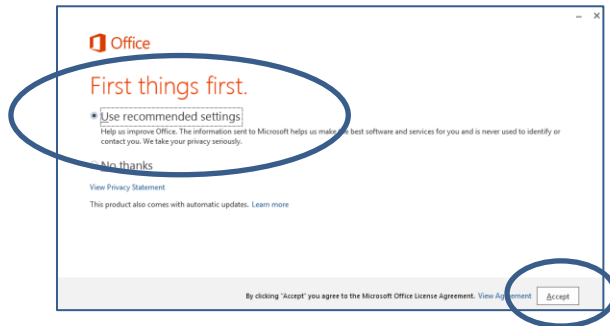 Office
First things first.
Use recommended settings
Help us improve Office. The information sent to Microsoft helps us make the best software and services for you and is never used to identify or
contact you. We take your privacy seriously.
No thanks
View Privacy Statement
This product also comes with automatic updates. Learn more
By clicking "Accept" you agree to the Microsoft Office License Agreement. View Agreement Accept